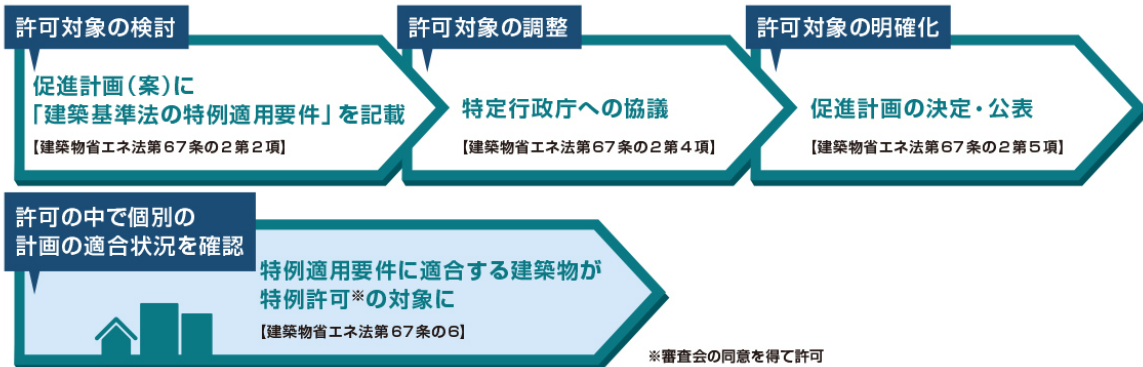 許可対象の検討
促進計画（案）に
「建築基準法の特例適用要件」を記載
【建築物省エネ法第67条の2第2項】
許可対象の調整
特定行政庁への協議
【建築物省エネ法第67条の2第4項】
許可対象の明確化
促進計画の決定・公表
【建築物省エネ法第67条の2第5項】
許可の中で個別の
計画の適合状況を確認
特例適用要件に適合する建築物が
特例許可※の対象に
【建築物省エネ法第67条の6】
※審査会の同意を得て許可